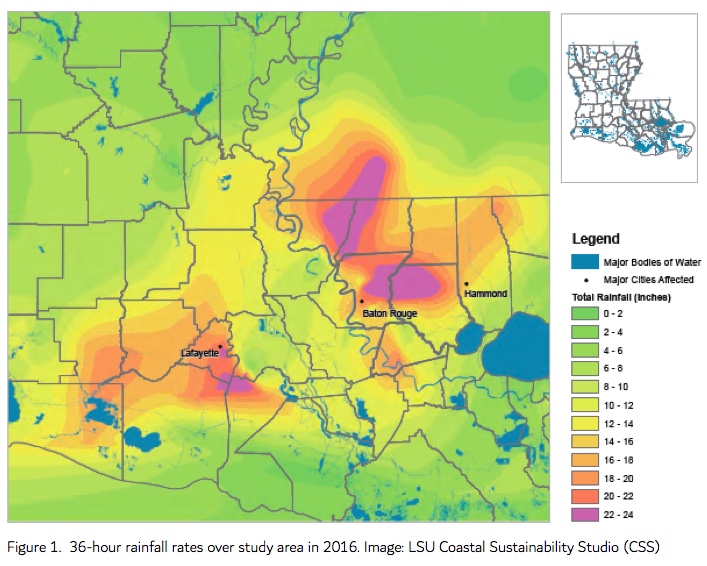 Legend
Major Bodies of Water
Major Cities Affected
Total Rainfall (Inches)
0 - 2
2 - 4
4 - 6
6 - 8
8 - 10
10 - 12
12 - 14
14 - 16
16 - 18
18 - 20
20 - 22
22 - 24
Hammond
Baton Rouge
Lafayette
Figure 1. 36-hour rainfall rates over study area in 2016. Image: LSU Coastal Sustainability Studio (CSS)